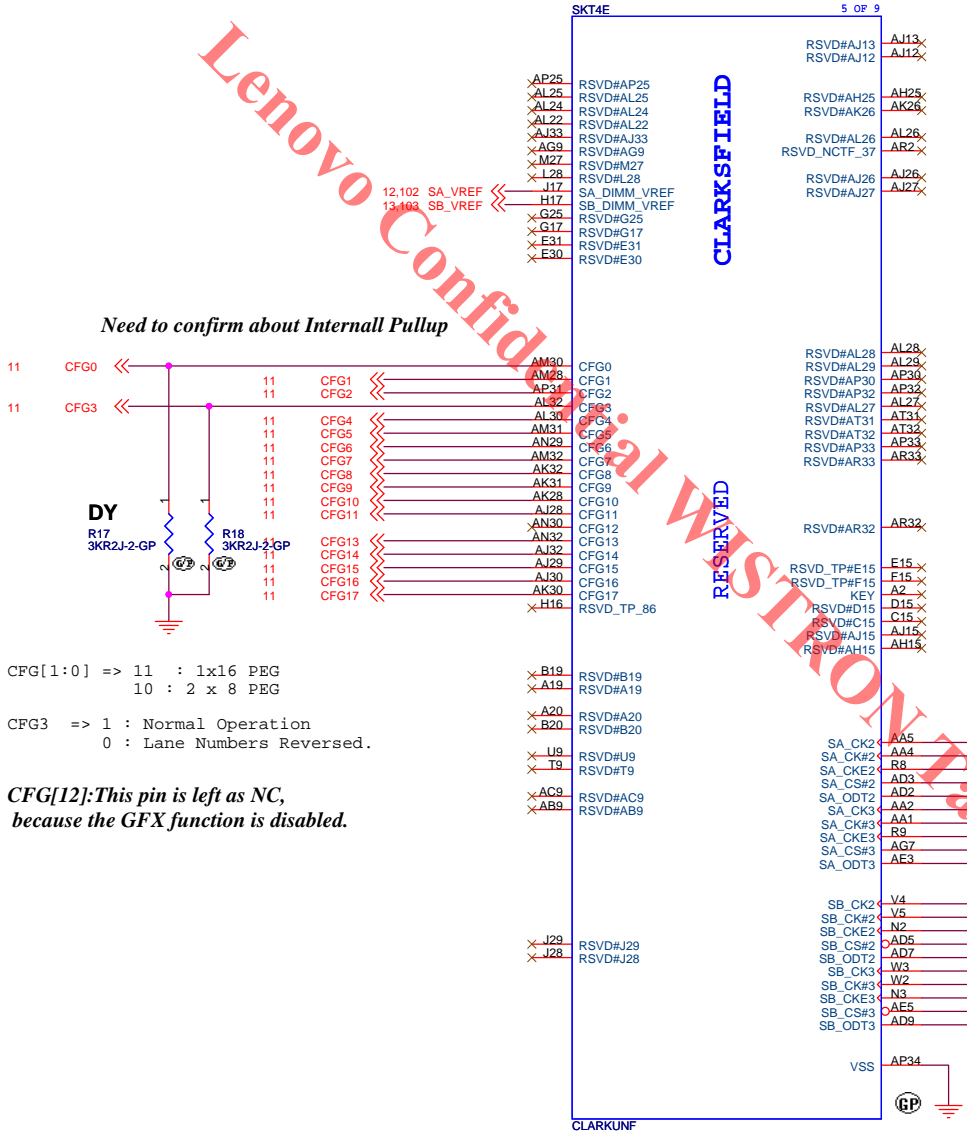 SKT4E
5 OF 9
CLARKSFIELD
RESERVED
AP25 RSVD#AP25
AL25 RSVD#AL25
AL24 RSVD#AL24
AL22 RSVD#AL22
AJ33 RSVD#AJ33
AG9 RSVD#AG9
M27 RSVD#M27
L28 RSVD#L28
12,102 SA_VREF J17 SA_DIMM_VREF
13,103 SB_VREF H17 SB_DIMM_VREF
G25 RSVD#G25
G17 RSVD#G17
E31 RSVD#E31
E30 RSVD#E30
Need to confirm about Internall Pullup
11 CFG0 AM30 CFG0
11 CFG1 AM28 CFG1
11 CFG2 AP31 CFG2
11 CFG3 AL32 CFG3
11 CFG4 AL30 CFG4
11 CFG5 AM31 CFG5
11 CFG6 AN29 CFG6
11 CFG7 AM32 CFG7
11 CFG8 AK32 CFG8
11 CFG9 AK31 CFG9
11 CFG10 AK28 CFG10
11 CFG11 AJ28 CFG11
AN30 CFG12
11 CFG13 AN32 CFG13
11 CFG14 AJ32 CFG14
11 CFG15 AJ29 CFG15
11 CFG16 AJ30 CFG16
11 CFG17 AK30 CFG17
H16 RSVD_TP_86
DY
R17
3KR2J-2-GP
1
2
R18
3KR2J-2-GP
1
2
CFG[1:0] => 11 : 1x16 PEG
10 : 2 x 8 PEG
CFG3 => 1 : Normal Operation
0 : Lane Numbers Reversed.
CFG[12]:This pin is left as NC,
because the GFX function is disabled.
B19 RSVD#B19
A19 RSVD#A19
A20 RSVD#A20
B20 RSVD#B20
U9 RSVD#U9
T9 RSVD#T9
AC9 RSVD#AC9
AB9 RSVD#AB9
J29 RSVD#J29
J28 RSVD#J28
RSVD#AJ13 AJ13
RSVD#AJ12 AJ12
RSVD#AH25 AH25
RSVD#AK26 AK26
RSVD#AL26 AL26
RSVD_NCTF_37 AR2
RSVD#AJ26 AJ26
RSVD#AJ27 AJ27
RSVD#AL28 AL28
RSVD#AL29 AL29
RSVD#AP30 AP30
RSVD#AP32 AP32
RSVD#AL27 AL27
RSVD#AT31 AT31
RSVD#AT32 AT32
RSVD#AP33 AP33
RSVD#AR33 AR33
RSVD#AR32 AR32
RSVD_TP#E15 E15
RSVD_TP#F15 F15
KEY A2
RSVD#D15 D15
RSVD#C15 C15
RSVD#AJ15 AJ15
RSVD#AH15 AH15
SA_CK2 AA5
SA_CK#2 AA4
SA_CKE2 R8
SA_CS#2 AD3
SA_ODT2 AD2
SA_CK3 AA2
SA_CK#3 AA1
SA_CKE3 R9
SA_CS#3 AG7
SA_ODT3 AE3
SB_CK2 V4
SB_CK#2 V5
SB_CKE2 N2
SB_CS#2 AD5
SB_ODT2 AD7
SB_CK3 W3
SB_CK#3 W2
SB_CKE3 N3
SB_CS#3 AE5
SB_ODT3 AD9
VSS AP34
GP
CLARKUNF
Lenovo Confidential WISTRON Ta